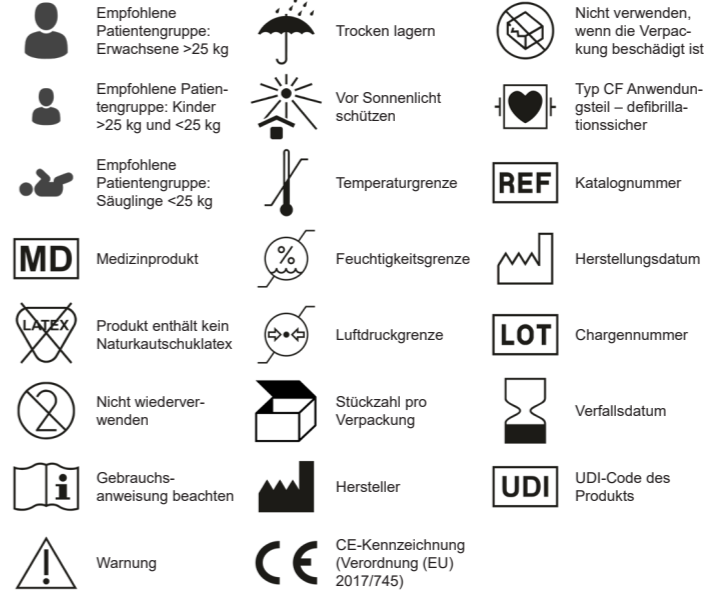 Empfohlene
Patientengruppe:
Erwachsene >25 kg
Empfohlene Patien-
tengruppe: Kinder
>25 kg und <25 kg
Empfohlene
Patientengruppe:
Säuglinge <25 kg
MD
Medizinprodukt
LATEX
Produkt enthält kein
Naturkautschuklatex
2
Nicht wiederver-
wenden
i
Gebrauchs-
anweisung beachten
!
Warnung
Trocken lagern
Vor Sonnenlicht
schützen
Temperaturgrenze
%
Feuchtigkeitsgrenze
Luftdruckgrenze
Stückzahl pro
Verpackung
Hersteller
CE
CE-Kennzeichnung
(Verordnung (EU)
2017/745)
Nicht verwenden,
wenn die Verpac-
kung beschädigt ist
Typ CF Anwendun-
gsteil – defibrilla-
tionssicher
REF
Katalognummer
Herstellungsdatum
LOT
Chargennummer
Verfallsdatum
UDI
UDI-Code des
Produkts